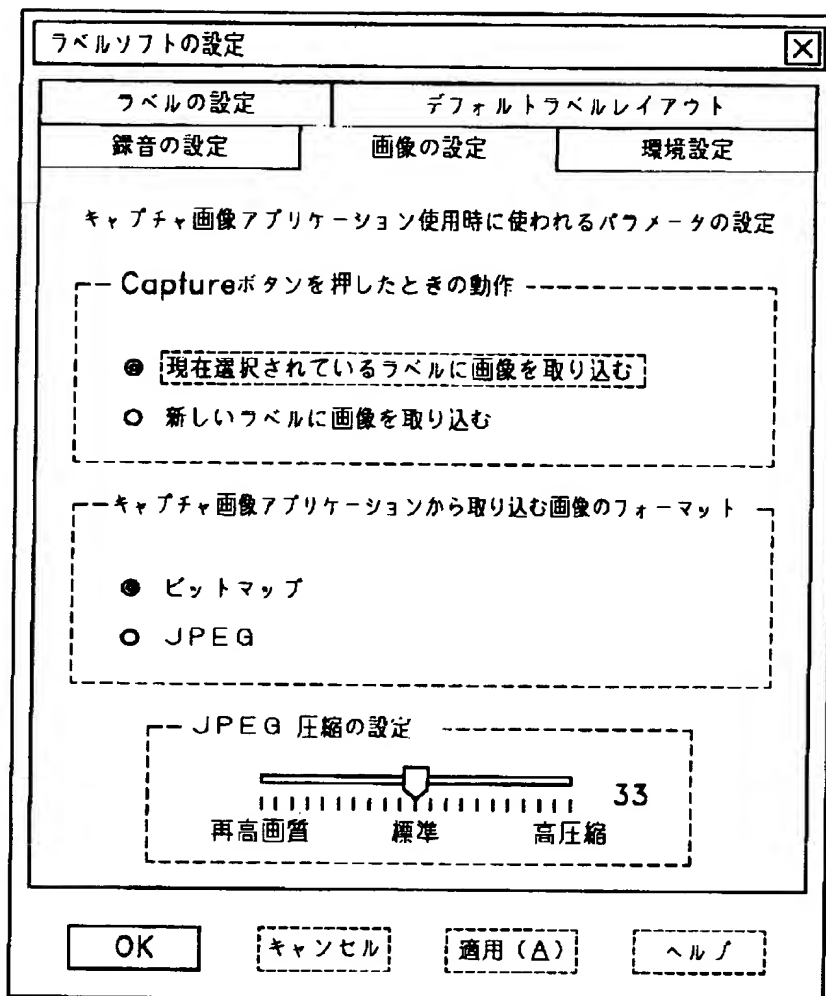 ラベルソフトの設定
ラベルの設定 デフォルトラベルレイアウト
録音の設定 画像の設定 環境設定
キャプチャ画像アプリケーション使用時に使われるパラメータの設定
Captureボタンを押したときの動作
現在選択されているラベルに画像を取り込む
新しいラベルに画像を取り込む
キャプチャ画像アプリケーションから取り込む画像のフォーマット
ビットマップ
JPEG
JPEG 圧縮の設定
33
再高画質 標準 高圧縮
OK キャンセル 適用(A) ヘルプ